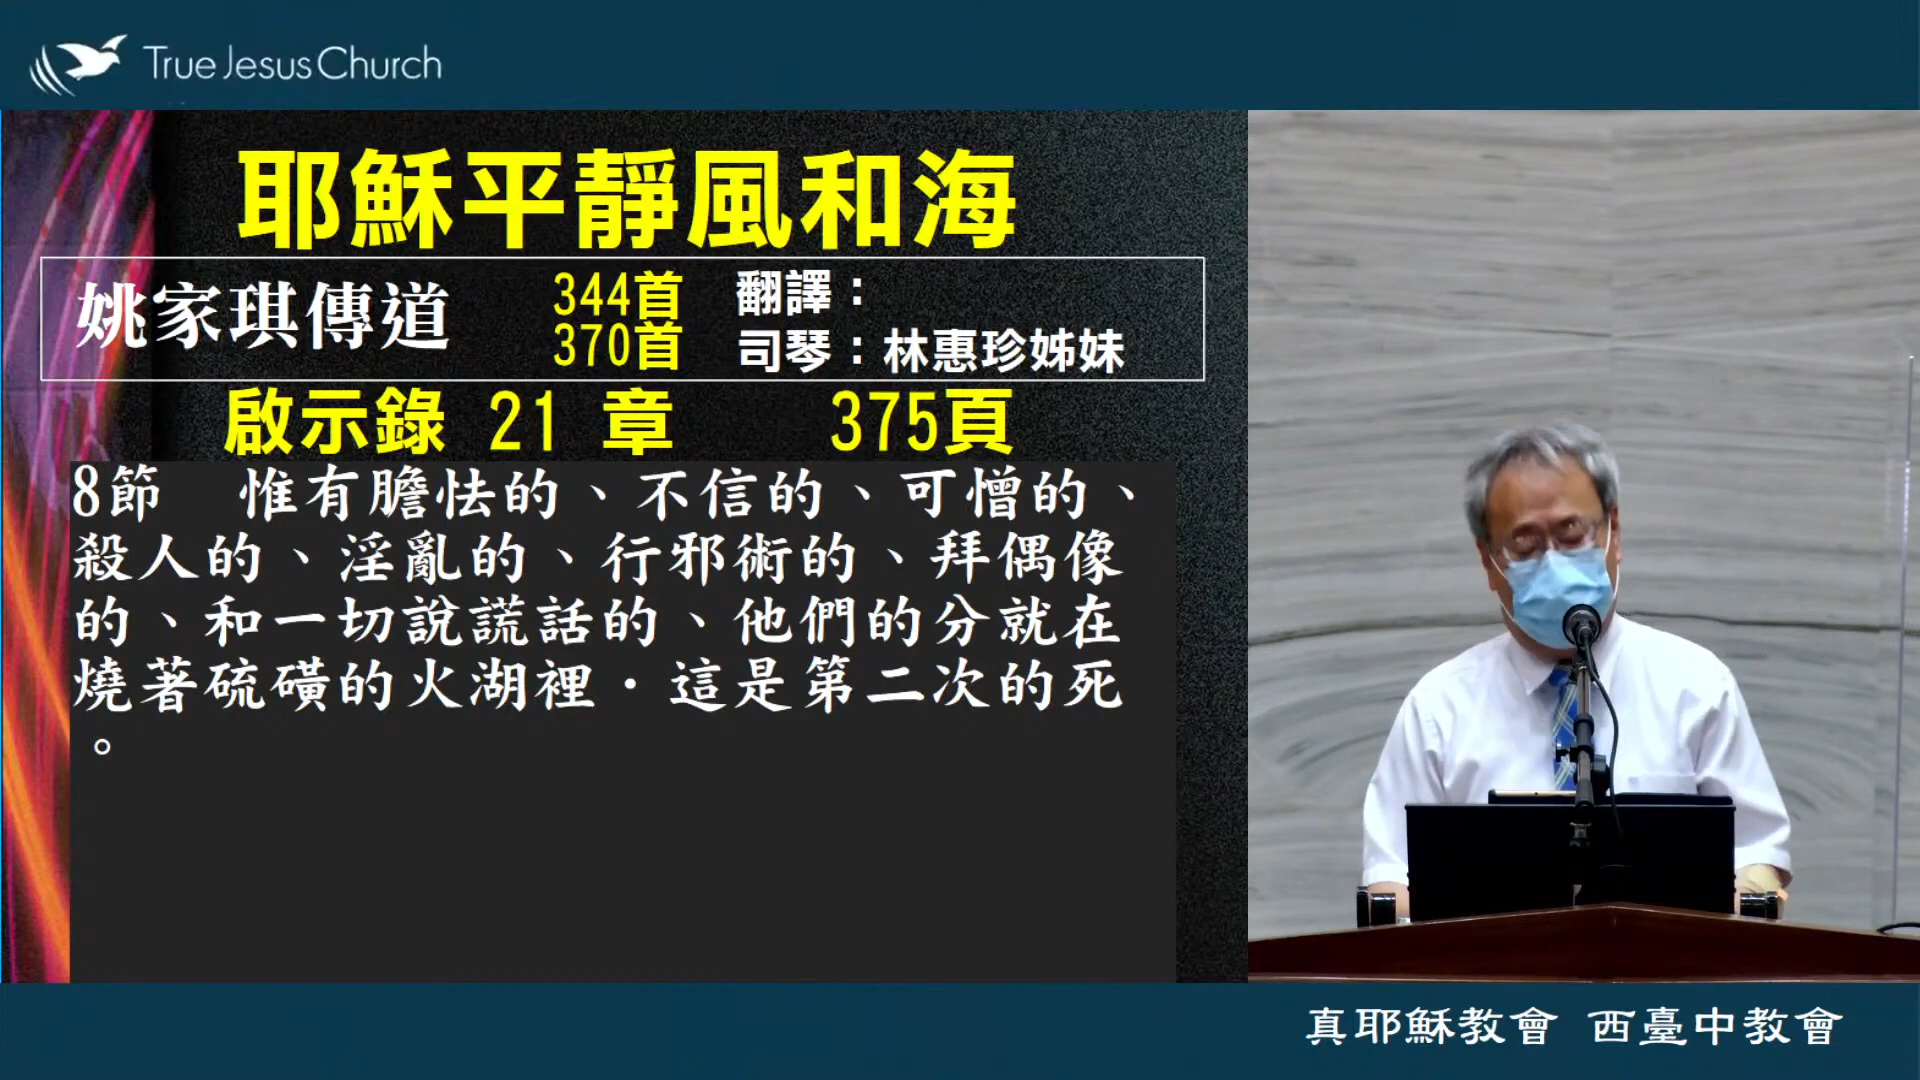 True Jesus Church
耶穌平靜風和海
姚家琪傳道
344首
370首
翻譯：
司琴：林惠珍姊妹
啟示錄 21 章 375頁
8節 惟有膽怯的、不信的、可憎的、
殺人的、淫亂的、行邪術的、拜偶像
的、和一切說謊話的、他們的分就在
燒著硫磺的火湖裡．這是第二次的死
。
真耶穌教會 西臺中教會